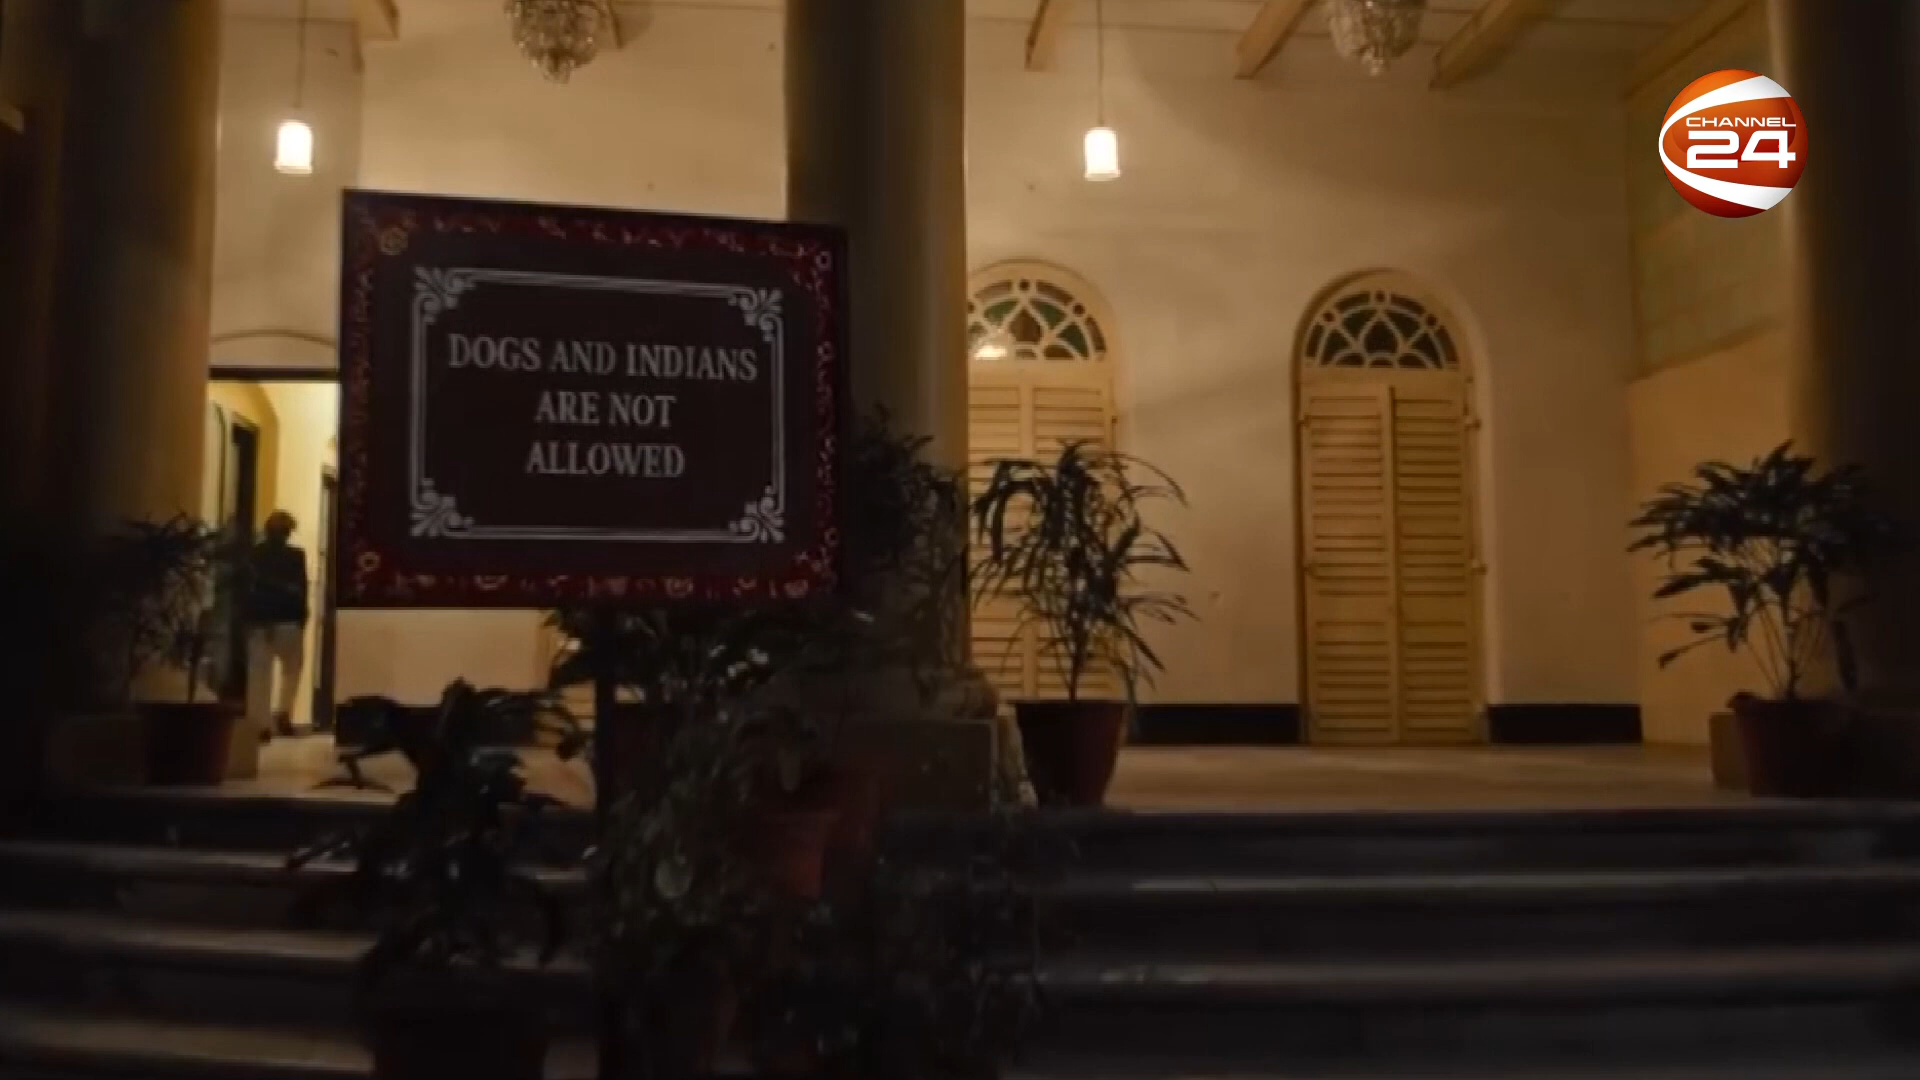 CHANNEL
24
DOGS AND INDIANS
ARE NOT
ALLOWED